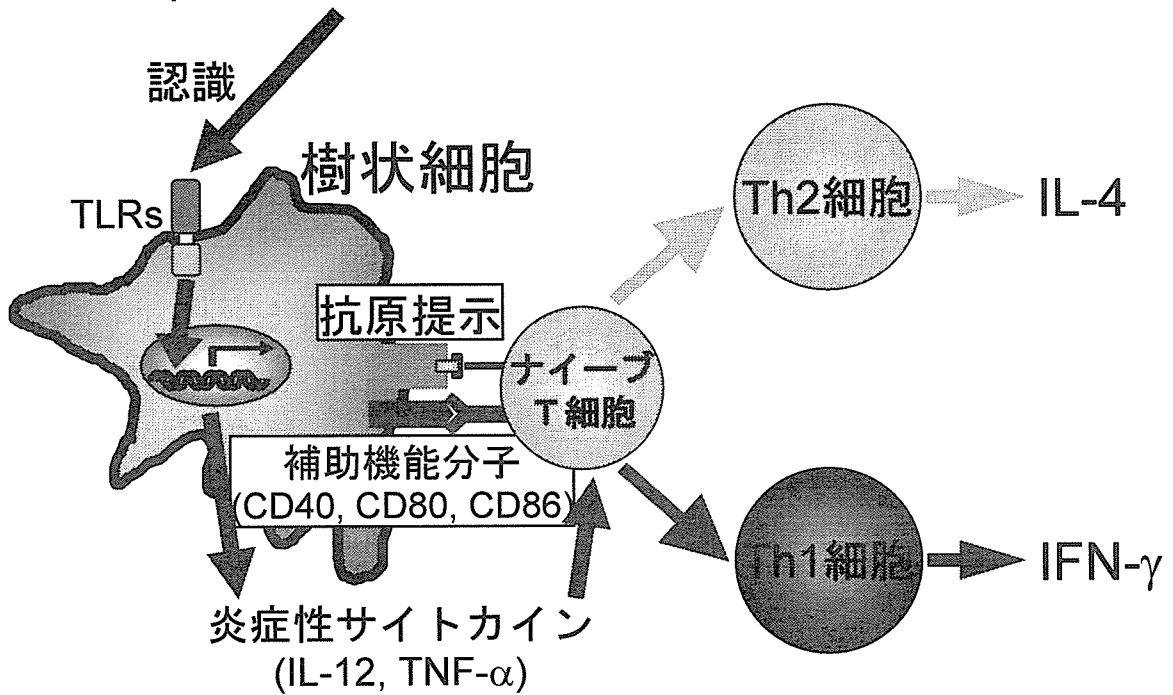 認識
樹状細胞
TLRs
抗原提示
ナイーブ
T 細胞
補助機能分子
(CD40, CD80, CD86)
炎症性サイトカイン
(IL-12, TNF-α)
Th2細胞
IL-4
Th1細胞
IFN-γ